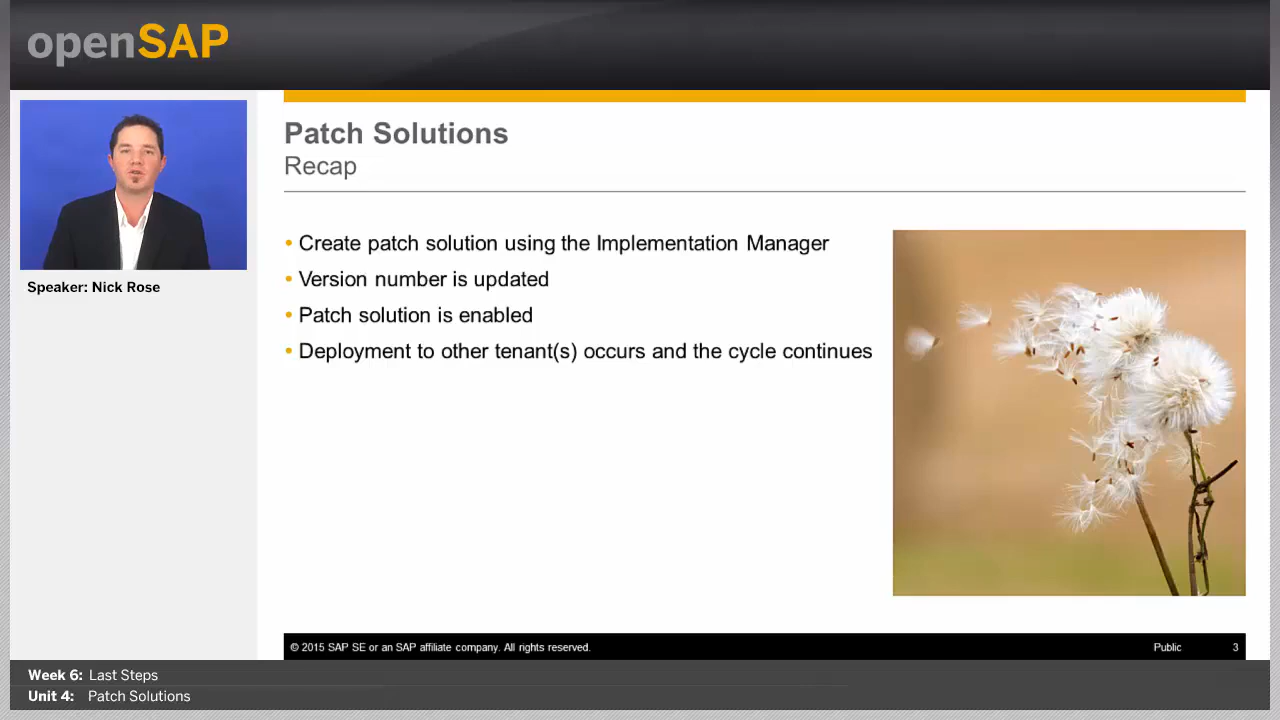 openSAP
Speaker: Nick Rose
Patch Solutions
Recap
• Create patch solution using the Implementation Manager
• Version number is updated
• Patch solution is enabled
• Deployment to other tenant(s) occurs and the cycle continues
© 2015 SAP SE or an SAP affiliate company. All rights reserved. Public 3
Week 6: Last Steps
Unit 4: Patch Solutions